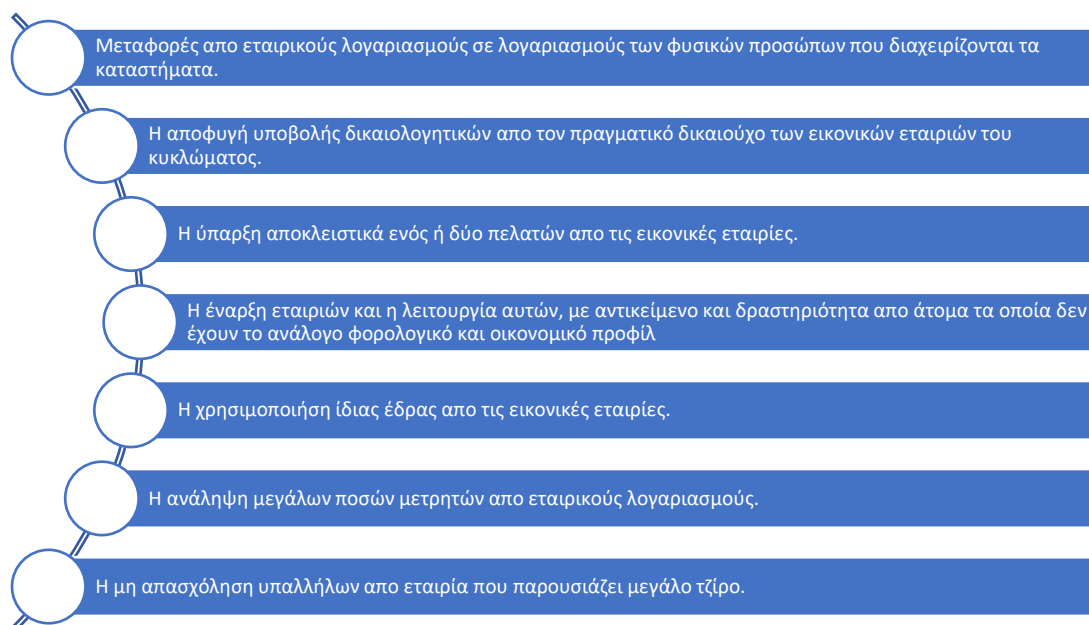 Μεταφορές απο εταιρικούς λογαριασμούς σε λογαριασμούς των φυσικών προσώπων που διαχειρίζονται τα
καταστήματα.
Η αποφυγή υποβολής δικαιολογητικών απο τον πραγματικό δικαιούχο των εικονικών εταιριών του
κυκλώματος.
Η ύπαρξη αποκλειστικά ενός ή δύο πελατών απο τις εικονικές εταιρίες.
Η έναρξη εταιριών και η λειτουργία αυτών, με αντικείμενο και δραστηριότητα απο άτομα τα οποία δεν
έχουν το ανάλογο φορολογικό και οικονομικό προφίλ
Η χρησιμοποιήση ίδιας έδρας απο τις εικονικές εταιρίες.
Η ανάληψη μεγάλων ποσών μετρητών απο εταιρικούς λογαριασμούς.
Η μη απασχόληση υπαλλήλων απο εταιρία που παρουσιάζει μεγάλο τζίρο.